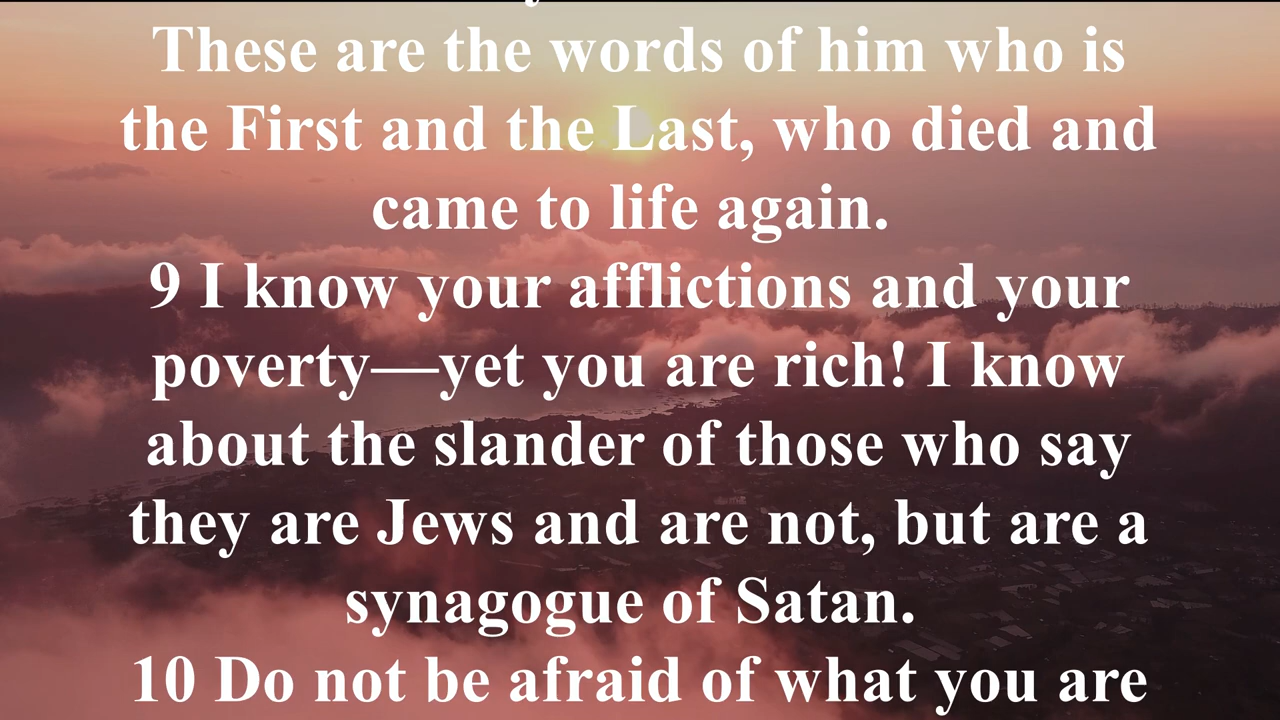 These are the words of him who is
the First and the Last, who died and
came to life again.
9 I know your afflictions and your
poverty—yet you are rich! I know
about the slander of those who say
they are Jews and are not, but are a
synagogue of Satan.
10 Do not be afraid of what you are